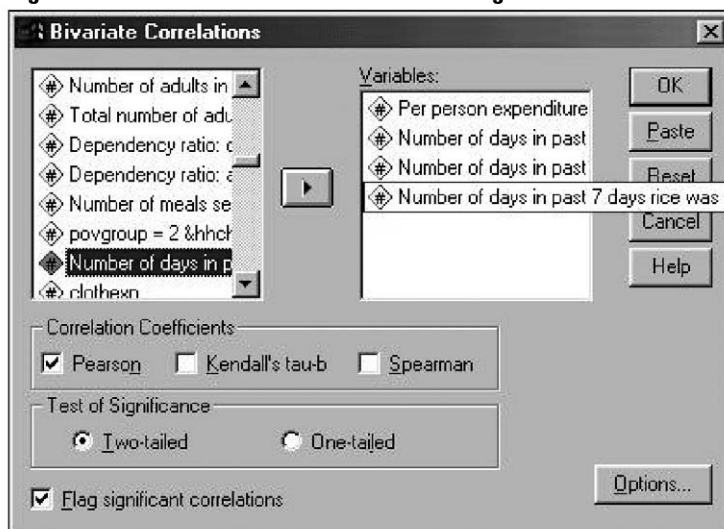 Bivariate Correlations
Number of adults in
Total number of adu
Dependency ratio: c
Dependency ratio: a
Number of meals se
povgroup = 2 &hhch
Number of days in p
clothexp
Variables:
Per person expenditure
Number of days in past
Number of days in past
Number of days in past 7 days rice was
OK
Paste
Reset
Cancel
Help
Correlation Coefficients
Pearson
Kendall's tau-b
Spearman
Test of Significance
Two-tailed
One-tailed
Flag significant correlations
Options...